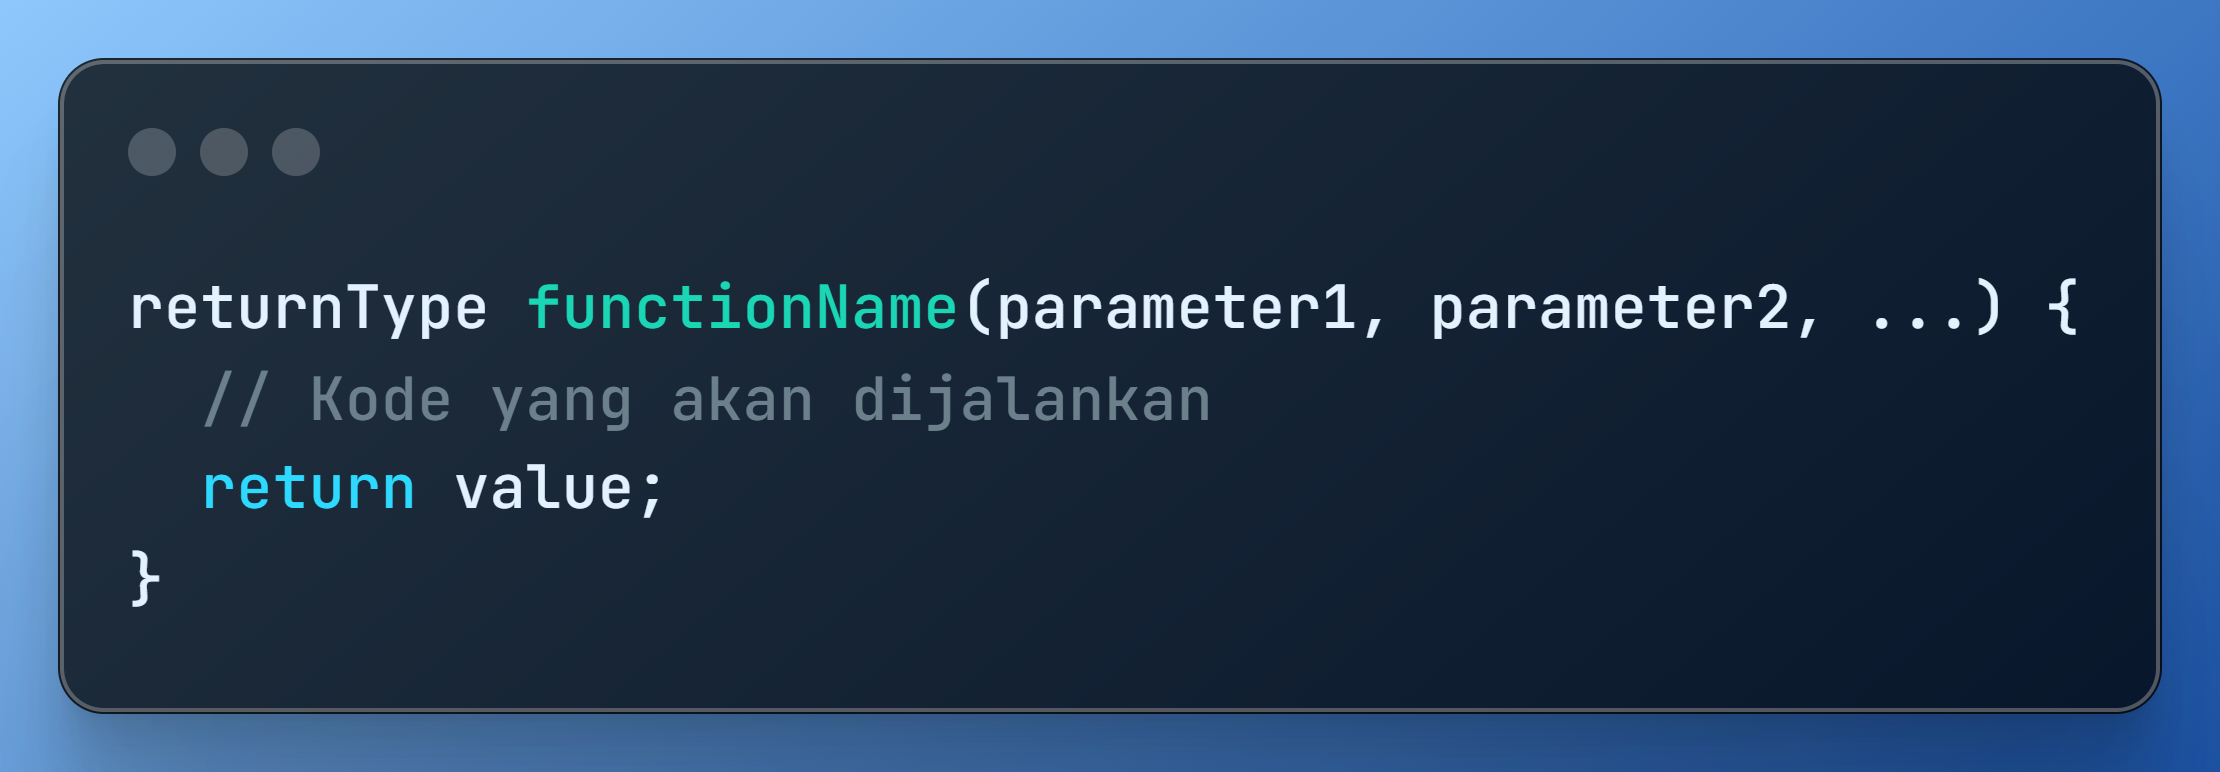 returnType functionName(parameter1, parameter2, ...) {
  // Kode yang akan dijalankan
  return value;
}